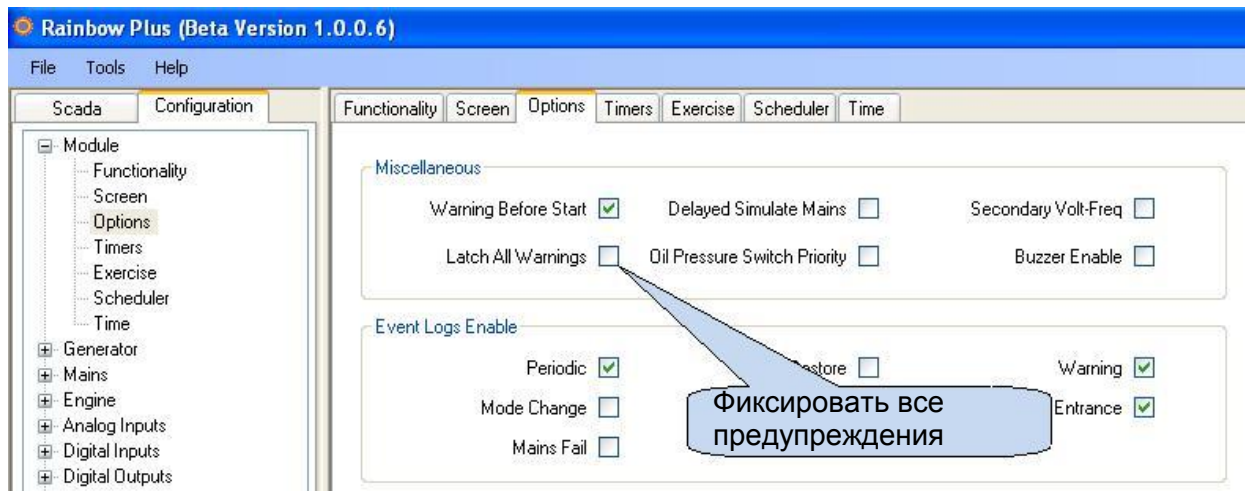 Rainbow Plus (Beta Version 1.0.0.6)
File Tools Help
Scada Configuration
Functionality Screen Options Timers Exercise Scheduler Time
Module
Functionality
Screen
Options
Timers
Exercise
Scheduler
Time
Generator
Mains
Engine
Analog Inputs
Digital Inputs
Digital Outputs
Miscellaneous
Warning Before Start Delayed Simulate Mains Secondary Volt-Freq
Latch All Warnings Oil Pressure Switch Priority Buzzer Enable
Event Logs Enable
Periodic Warning
Mode Change Entrance
Mains Fail
Фиксировать все
предупреждения